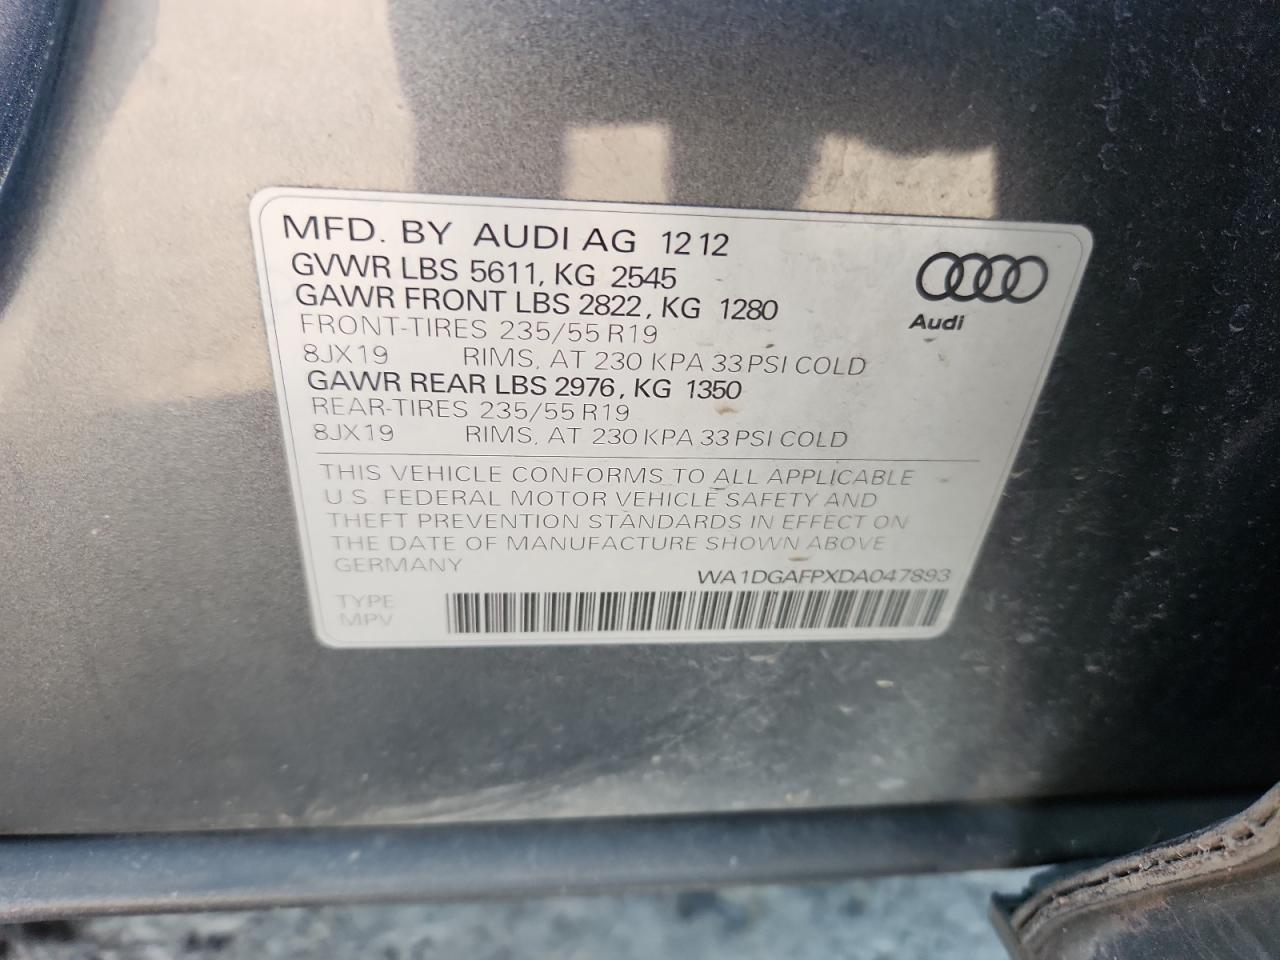 MFD. BY AUDI AG 12 12
GVWR LBS 5611, KG 2545
GAWR FRONT LBS 2822, KG 1280
FRONT-TIRES 235/55 R19
8JX19 RIMS, AT 230 KPA 33 PSI COLD
GAWR REAR LBS 2976, KG 1350
REAR-TIRES 235/55 R19
8JX19 RIMS, AT 230 KPA 33 PSI COLD
Audi
THIS VEHICLE CONFORMS TO ALL APPLICABLE
U.S. FEDERAL MOTOR VEHICLE SAFETY AND
THEFT PREVENTION STANDARDS IN EFFECT ON
THE DATE OF MANUFACTURE SHOWN ABOVE
GERMANY
WA1DGAFPXDA047893
TYPE
MPV